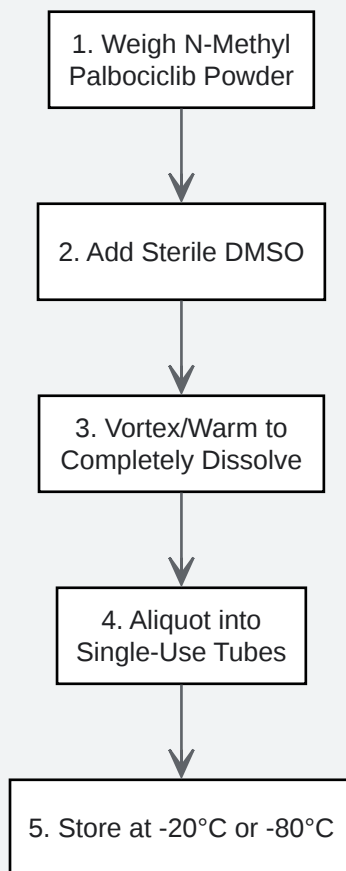 1. Weigh N-Methyl
Palbociclib Powder
2. Add Sterile DMSO
3. Vortex/Warm to
Completely Dissolve
4. Aliquot into
Single-Use Tubes
5. Store at -20°C or -80°C